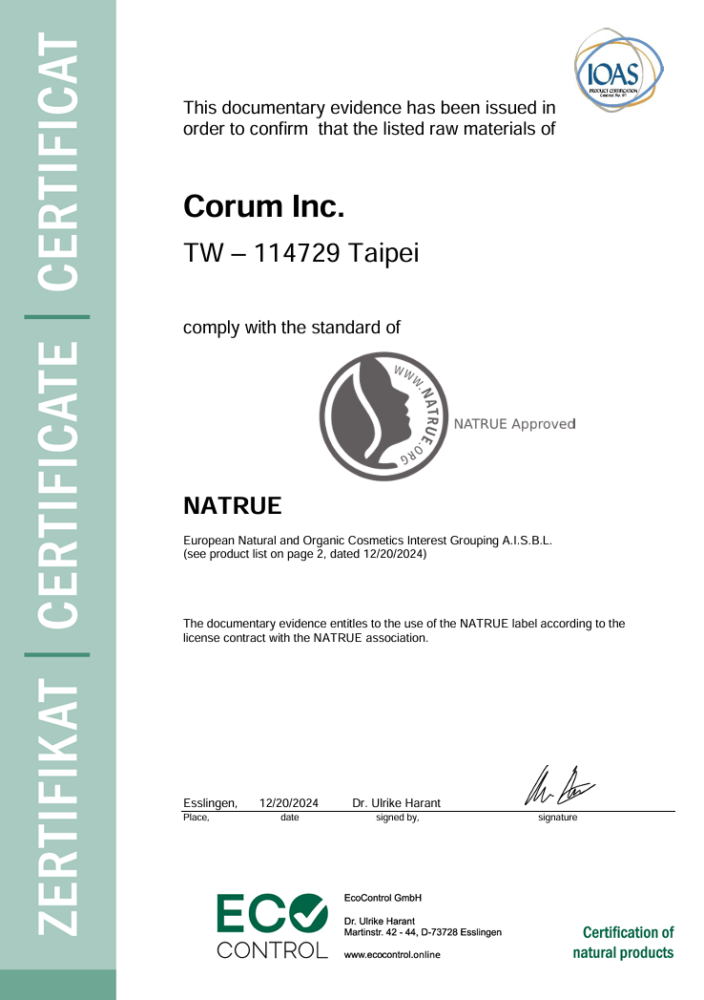 ZERTIFIKAT | CERTIFICATE | CERTIFICAT
IOAS
PRODUCT CERTIFICATION
Contract No. 91
This documentary evidence has been issued in
order to confirm that the listed raw materials of
Corum Inc.
TW – 114729 Taipei
comply with the standard of
WWW.NATRUE.ORG
NATRUE Approved
NATRUE
European Natural and Organic Cosmetics Interest Grouping A.I.S.B.L.
(see product list on page 2, dated 12/20/2024)
The documentary evidence entitles to the use of the NATRUE label according to the
license contract with the NATRUE association.
Esslingen, 12/20/2024 Dr. Ulrike Harant
Place, date signed by, signature
ECO
CONTROL
EcoControl GmbH
Dr. Ulrike Harant
Martinstr. 42 - 44, D-73728 Esslingen
www.ecocontrol.online
Certification of
natural products